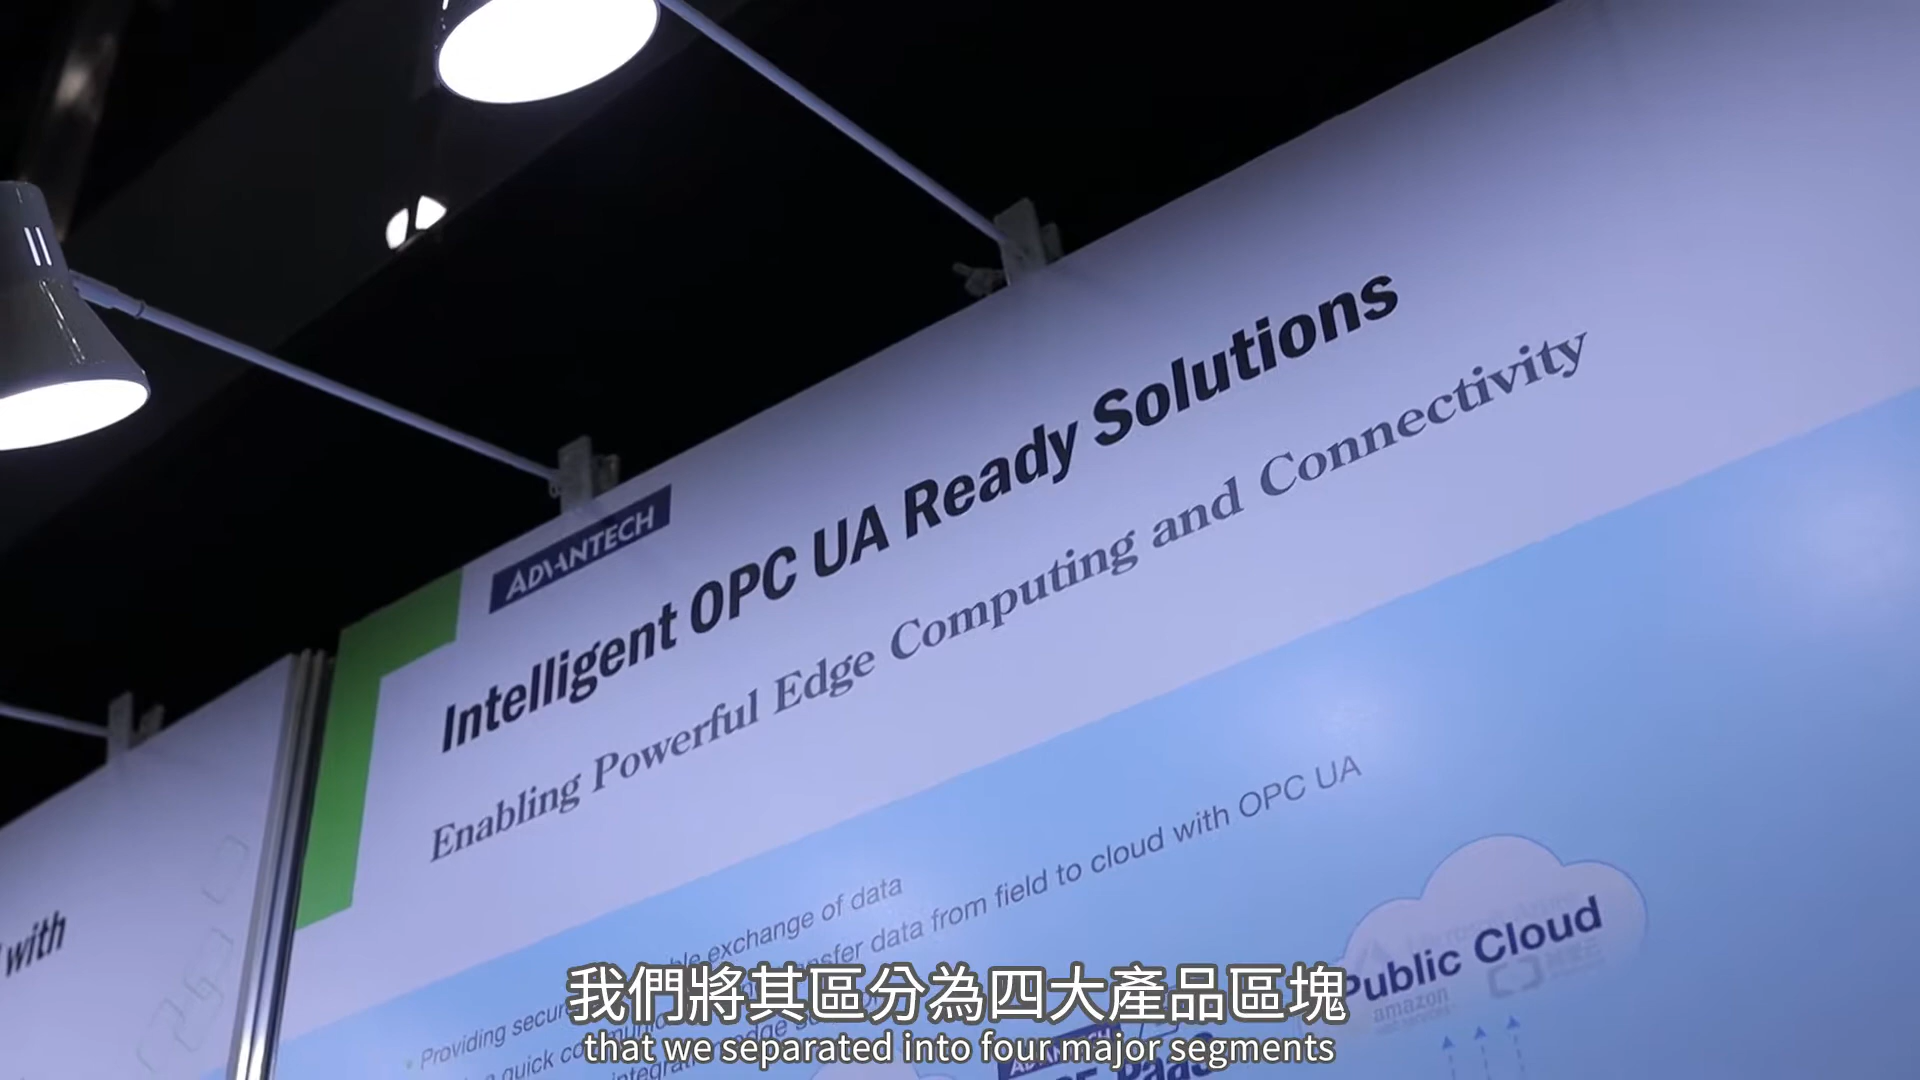 ADVANTECH
Intelligent OPC UA Ready Solutions
Enabling Powerful Edge Computing and Connectivity
with
exchange of data
data from field to cloud with OPC UA
Providing
quick
Public Cloud
amazon
我們將其區分為四大產品區塊
that we separated into four major segments